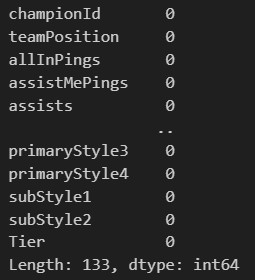 championId 0
teamPosition 0
allInPings 0
assistMePings 0
assists 0
..
primaryStyle3 0
primaryStyle4 0
subStyle1 0
subStyle2 0
Tier 0
Length: 133, dtype: int64